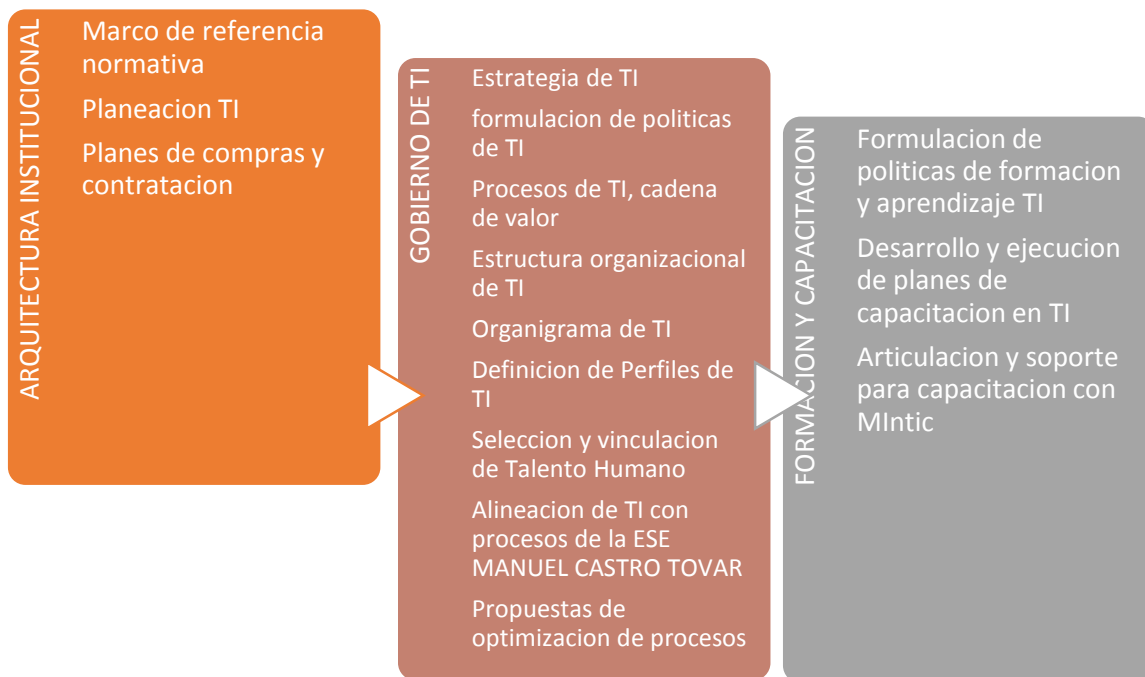 ARQUITECTURA INSTITUCIONAL
Marco de referencia
normativa
Planeacion TI
Planes de compras y
contratacion
GOBIERNO DE TI
Estrategia de TI
formulacion de politicas
de TI
Procesos de TI, cadena
de valor
Estructura organizacional
de TI
Organigrama de TI
Definicion de Perfiles de
TI
Seleccion y vinculacion
de Talento Humano
Alineacion de TI con
procesos de la ESE
MANUEL CASTRO TOVAR
Propuestas de
optimizacion de procesos
FORMACION Y CAPACITACION
Formulacion de
politicas de formacion
y aprendizaje TI
Desarrollo y ejecucion
de planes de
capacitacion en TI
Articulacion y soporte
para capacitacion con
MIntic